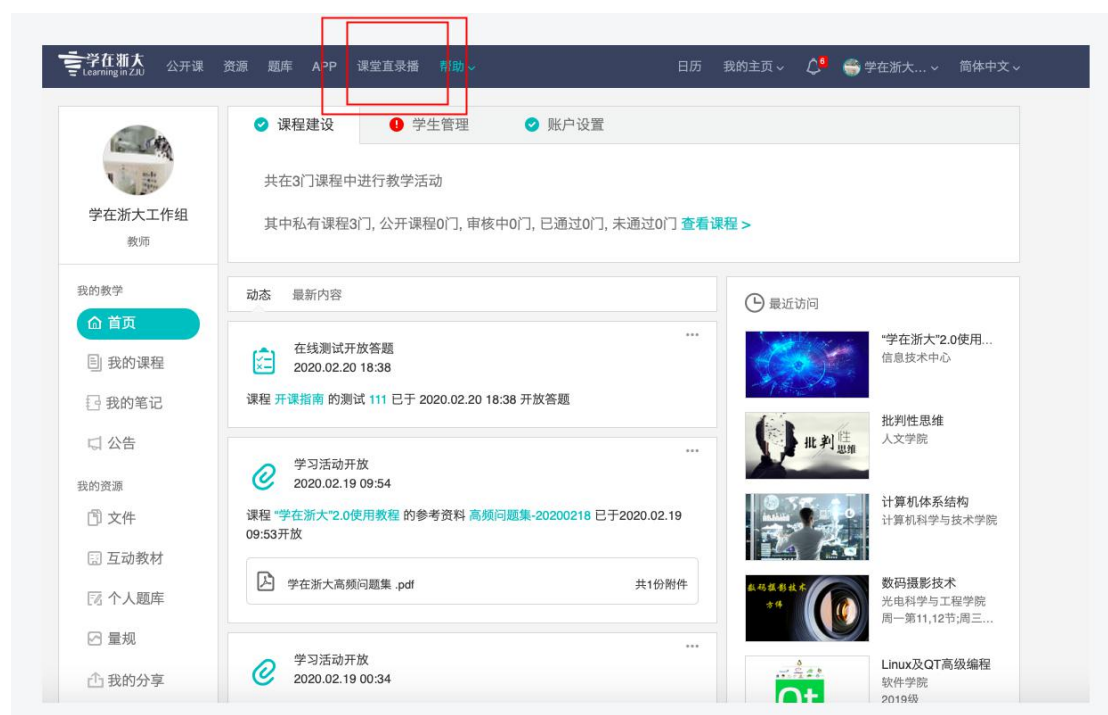 学在浙大
Learning in ZJU
公开课 资源 题库 APP 课堂直录播 帮助 日历 我的主页 6 学在浙大... 简体中文
课程建设 学生管理 账户设置
共在3门课程中进行教学活动
其中私有课程3门, 公开课程0门, 审核中0门, 已通过0门, 未通过0门 查看课程 >
学在浙大工作组
教师
我的教学
首页
我的课程
我的笔记
公告
我的资源
文件
互动教材
个人题库
量规
我的分享
动态 最新内容
在线测试开放答题
2020.02.20 18:38
课程 开课指南 的测试 111 已于 2020.02.20 18:38 开放答题
学习活动开放
2020.02.19 09:54
课程 "学在浙大"2.0使用教程 的参考资料 高频问题集-20200218 已于2020.02.19
09:53开放
学在浙大高频问题集 .pdf 共1份附件
学习活动开放
2020.02.19 00:34
最近访问
"学在浙大"2.0使用...
信息技术中心
批判性思维
批判性思维
人文学院
计算机体系结构
计算机科学与技术学院
数码摄影技术
数码摄影技术
光电科学与工程学院
周一第11,12节;周三...
Qt
Linux及QT高级编程
软件学院
2019级